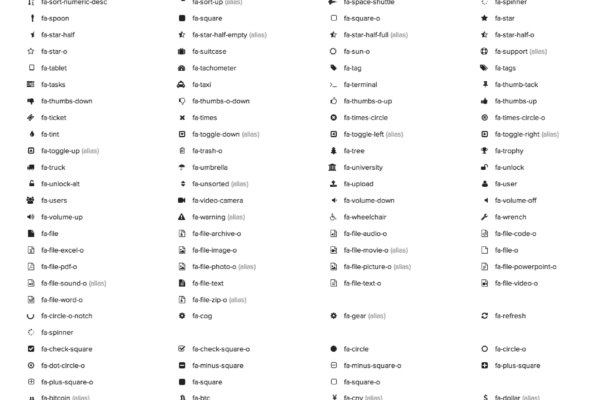 fa-sort-numeric-desc fa-sort-up (alias) fa-space-shuttle fa-spinner
fa-spoon fa-square fa-square-o fa-star
fa-star-half fa-star-half-empty (alias) fa-star-half-full (alias) fa-star-half-o
fa-star-o fa-suitcase fa-sun-o fa-support (alias)
fa-tablet fa-tachometer fa-tag fa-tags
fa-tasks fa-taxi fa-terminal fa-thumb-tack
fa-thumbs-down fa-thumbs-o-down fa-thumbs-o-up fa-thumbs-up
fa-ticket fa-times fa-times-circle fa-times-circle-o
fa-tint fa-toggle-down (alias) fa-toggle-left (alias) fa-toggle-right (alias)
fa-toggle-up (alias) fa-trash-o fa-tree fa-trophy
fa-truck fa-umbrella fa-university fa-unlock
fa-unlock-alt fa-unsorted (alias) fa-upload fa-user
fa-users fa-video-camera fa-volume-down fa-volume-off
fa-volume-up fa-warning (alias) fa-wheelchair fa-wrench
fa-file fa-file-archive-o fa-file-audio-o fa-file-code-o
fa-file-excel-o fa-file-image-o fa-file-movie-o (alias) fa-file-o
fa-file-pdf-o fa-file-photo-o (alias) fa-file-picture-o (alias) fa-file-powerpoint-o
fa-file-sound-o (alias) fa-file-text fa-file-text-o fa-file-video-o
fa-file-word-o fa-file-zip-o (alias)
fa-circle-o-notch fa-cog fa-gear (alias) fa-refresh
fa-spinner
fa-check-square fa-check-square-o fa-circle fa-circle-o
fa-dot-circle-o fa-minus-square fa-minus-square-o fa-plus-square
fa-plus-square-o fa-square fa-square-o
fa-bitcoin (alias) fa-btc fa-cny (alias) fa-dollar (alias)